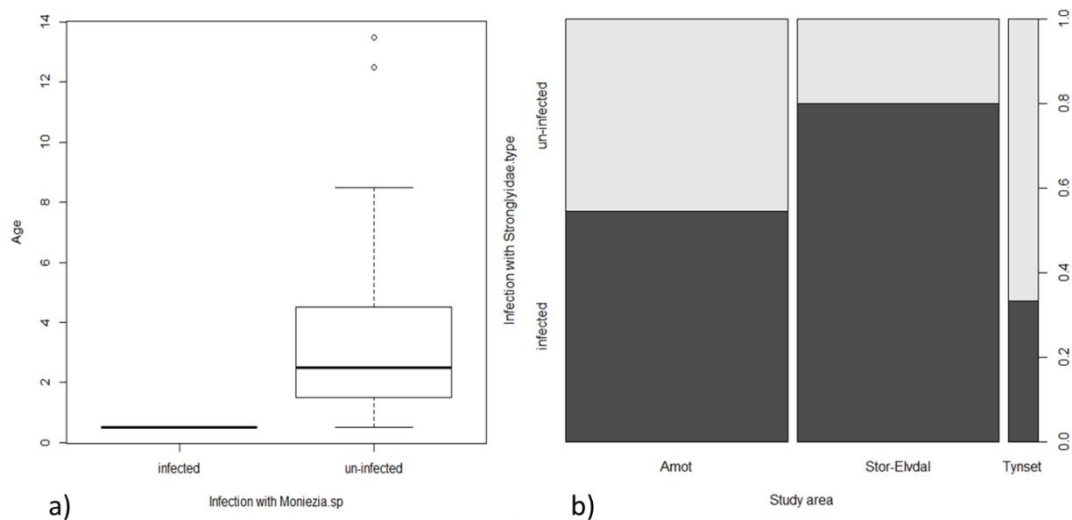 14
12
10
8
6
4
2
0
Age
infected
un-infected
Infection with Moniezia.sp
a)
Infection with Stronglyidae.type
un-infected
infected
1.0
0.8
0.6
0.4
0.2
0.0
Amot
Stor-Elvdal
Tynset
Study area
b)